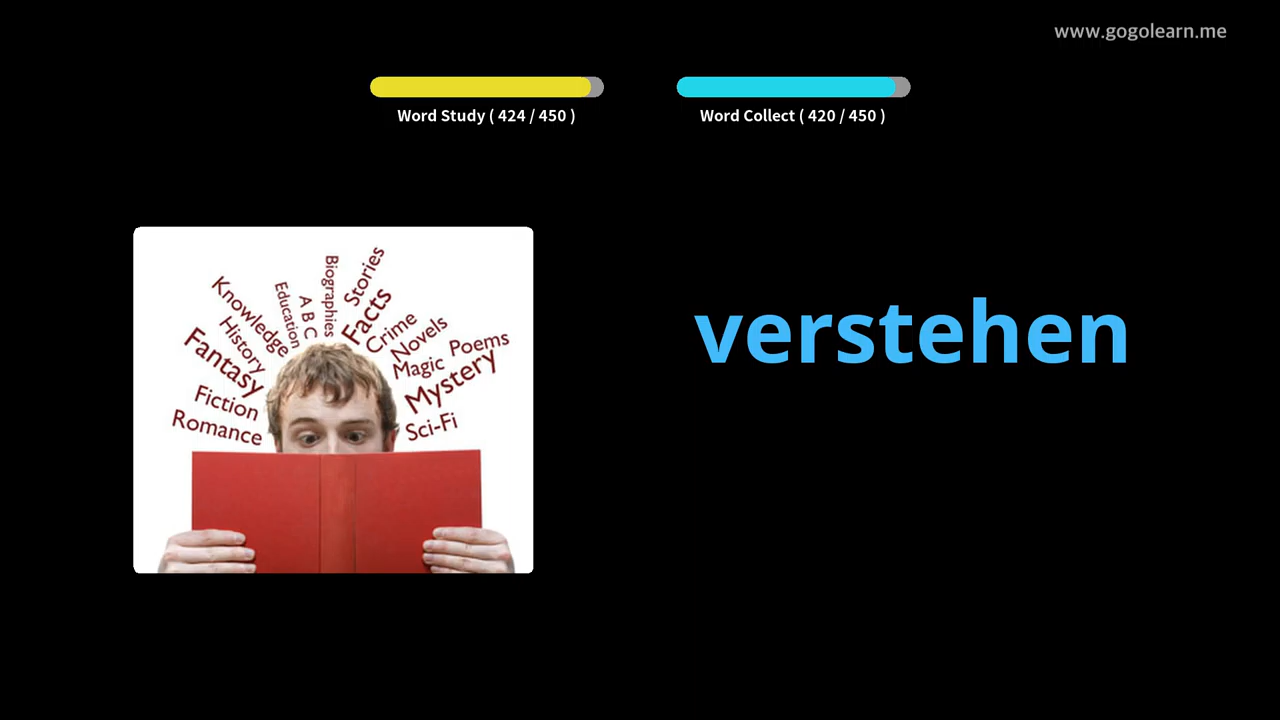 www.gogolearn.me
Word Study ( 424 / 450 )
Word Collect ( 420 / 450 )
verstehen
Romance
Fiction
Fantasy
History
Knowledge
Education
A B C
Biographies
Stories
Facts
Crime
Novels
Magic
Poems
Mystery
Sci-Fi